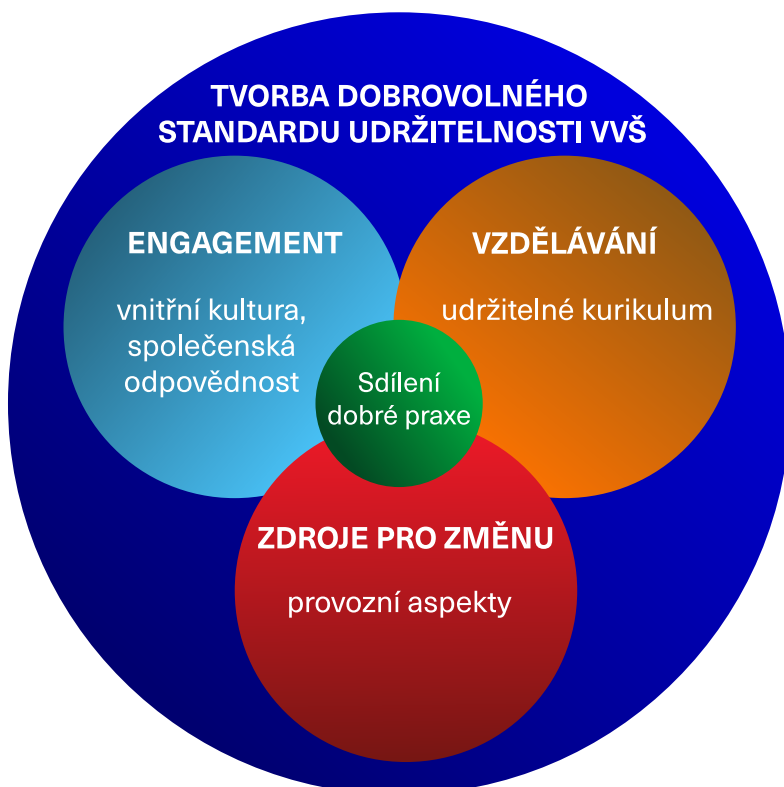 TVORBA DOBROVOLNÉHO
STANDARDU UDRŽITELNOSTI VVŠ
ENGAGEMENT
vnitřní kultura,
společenská
odpovědnost
VZDĚLÁVÁNÍ
udržitelné kurikulum
Sdílení
dobré praxe
ZDROJE PRO ZMĚNU
provozní aspekty